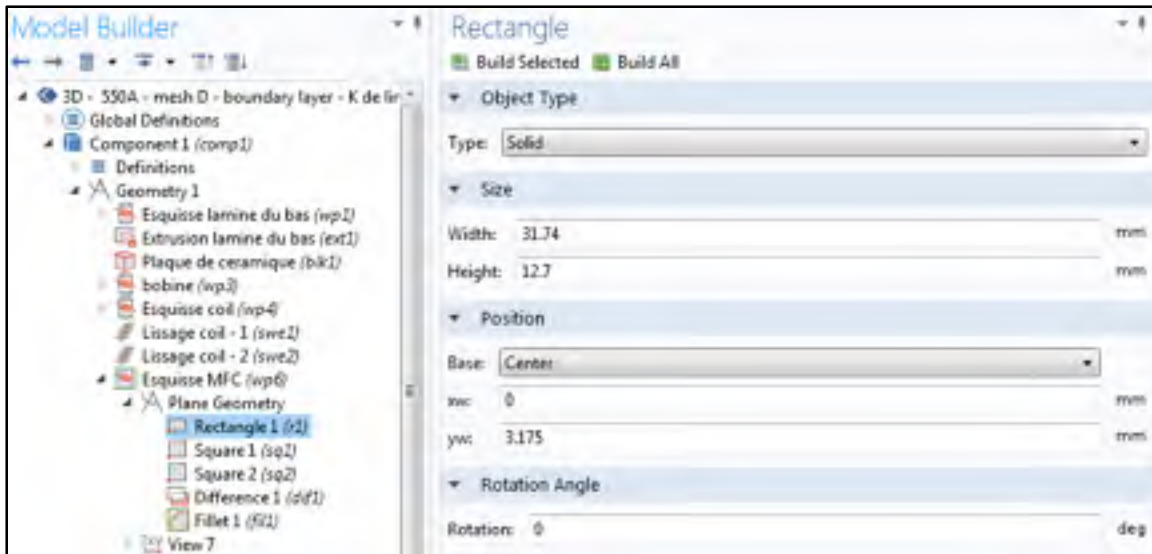 Model Builder
3D - 550A - mesh D - boundary layer - K de lir
Global Definitions
Component 1 (comp1)
Definitions
Geometry 1
Esquisse lamine du bas (wp1)
Extrusion lamine du bas (ext1)
Plaque de ceramique (blk1)
bobine (wp3)
Esquisse coil (wp4)
Lissage coil - 1 (swe1)
Lissage coil - 2 (swe2)
Esquisse MFC (wp6)
Plane Geometry
Rectangle 1 (r1)
Square 1 (sq1)
Square 2 (sq2)
Difference 1 (dif1)
Fillet 1 (fil1)
View 7
Rectangle
Build Selected Build All
Object Type
Type: Solid
Size
Width: 31.74 mm
Height: 12.7 mm
Position
Base: Center
xw: 0 mm
yw: 3.175 mm
Rotation Angle
Rotation: 0 deg